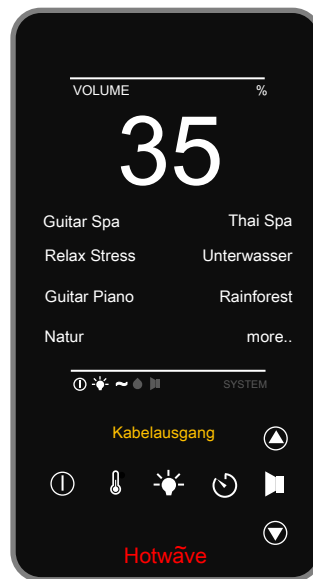 VOLUME %
35
Guitar Spa Thai Spa
Relax Stress Unterwasser
Guitar Piano Rainforest
Natur more..
SYSTEM
Kabelausgang
Hotwãve